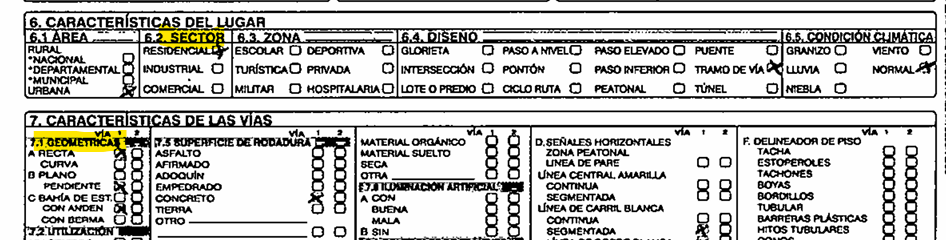 6. CARACTERÍSTICAS DEL LUGAR
6.1 ÁREA 6.2. SECTOR 6.3. ZONA 6.4. DISEÑO 6.5. CONDICIÓN CLIMÁTICA
RURAL RESIDENCIAL ESCOLAR DEPORTIVA GLORIETA PASO A NIVEL PASO ELEVADO PUENTE GRANIZO VIENTO
*NACIONAL
*DEPARTAMENTAL INDUSTRIAL TURÍSTICA PRIVADA INTERSECCIÓN PONTÓN PASO INFERIOR TRAMO DE VÍA LLUVIA NORMAL
*MUNICIPAL
URBANA COMERCIAL MILITAR HOSPITALARIA LOTE O PREDIO CICLO RUTA PEATONAL TÚNEL NIEBLA
7. CARACTERÍSTICAS DE LAS VÍAS
VÍA 1 2 VÍA 1 2 VÍA 1 2 VÍA 1 2
7.1 GEOMETRICAS 7.5 SUPERFICIE DE RODADURA MATERIAL ORGÁNICO D. SEÑALES HORIZONTALES F. DELINEADOR DE PISO
A RECTA ASFALTO MATERIAL SUELTO ZONA PEATONAL TACHA
CURVA AFIRMADO SECA LINEA DE PARE ESTOPEROLES
B PLANO ADOQUÍN OTRA LÍNEA CENTRAL AMARILLA TACHONES
PENDIENTE EMPEDRADO 7.8 ILUMINACIÓN ARTIFICIAL CONTINUA BOYAS
C BAHÍA DE EST. CONCRETO A CON SEGMENTADA BORDILLOS
CON ANDEN TIERRA BUENA LÍNEA DE CARRIL BLANCA TUBULAR
CON BERMA OTRO MALA CONTINUA BARRERAS PLÁSTICAS
7.2 UTILIZACIÓN B SIN SEGMENTADA HITOS TUBULARES